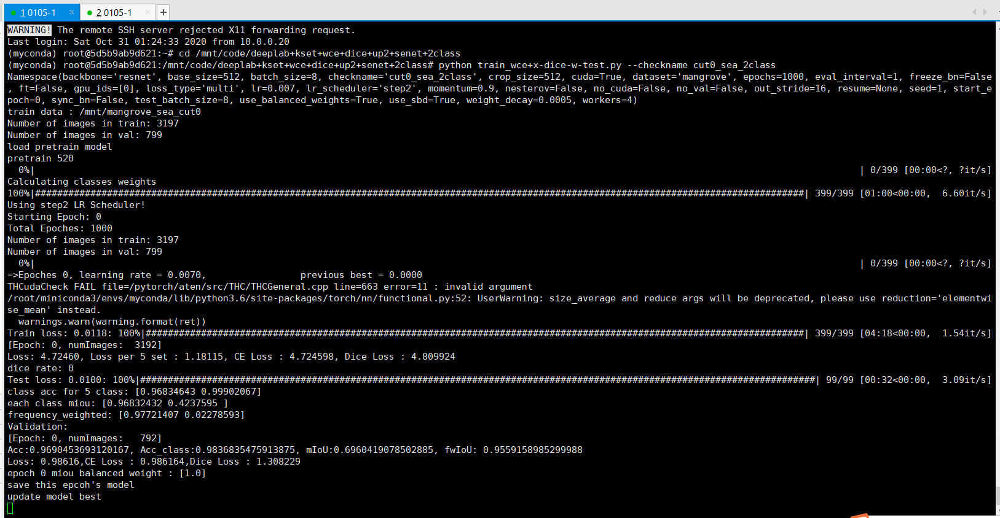 1 0105-1 × 2 0105-1 × +
WARNING! The remote SSH server rejected X11 forwarding request.
Last login: Sat Oct 31 01:24:33 2020 from 10.0.0.20
(myconda) root@5d5b9ab9d621:~# cd /mnt/code/deeplab+kset+wce+dice+up2+senet+2class
(myconda) root@5d5b9ab9d621:/mnt/code/deeplab+kset+wce+dice+up2+senet+2class# python train_wce+x-dice-w-test.py --checkname cut0_sea_2class
Namespace(backbone='resnet', base_size=512, batch_size=8, checkname='cut0_sea_2class', crop_size=512, cuda=True, dataset='mangrove', epochs=1000, eval_interval=1, freeze_bn=False
, ft=False, gpu_ids=[0], loss_type='multi', lr=0.007, lr_scheduler='step2', momentum=0.9, nesterov=False, no_cuda=False, no_val=False, out_stride=16, resume=None, seed=1, start_e
poch=0, sync_bn=False, test_batch_size=8, use_balanced_weights=True, use_sbd=True, weight_decay=0.0005, workers=4)
train data : /mnt/mangrove_sea_cut0
Number of images in train: 3197
Number of images in val: 799
load pretrain model
pretrain 520
0%| | 0/399 [00:00<?, ?it/s]
Calculating classes weights
100%|###########################################################################################################################################| 399/399 [01:00<00:00, 6.60it/s]
Using step2 LR Scheduler!
Starting Epoch: 0
Total Epoches: 1000
Number of images in train: 3197
Number of images in val: 799
0%| | 0/399 [00:00<?, ?it/s]
=>Epoches 0, learning rate = 0.0070, previous best = 0.0000
THCudaCheck FAIL file=/pytorch/aten/src/THC/THCGeneral.cpp line=663 error=11 : invalid argument
/root/miniconda3/envs/myconda/lib/python3.6/site-packages/torch/nn/functional.py:52: UserWarning: size_average and reduce args will be deprecated, please use reduction='elementwi
se_mean' instead.
warnings.warn(warning.format(ret))
Train loss: 0.0118: 100%|#######################################################################################################################| 399/399 [04:18<00:00, 1.54it/s]
[Epoch: 0, numImages: 3192]
Loss: 4.72460, Loss per 5 set : 1.18115, CE Loss : 4.724598, Dice Loss : 4.809924
dice rate: 0
Test loss: 0.0100: 100%|##########################################################################################################################| 99/99 [00:32<00:00, 3.09it/s]
class acc for 5 class: [0.96834643 0.99902067]
each class miou: [0.96832432 0.4237595 ]
frequency_weighted: [0.97721407 0.02278593]
Validation:
[Epoch: 0, numImages: 792]
Acc:0.9690453693120167, Acc_class:0.9836835475913875, mIoU:0.6960419078502885, fwIoU: 0.9559158985299988
Loss: 0.98616,CE Loss : 0.986164,Dice Loss : 1.308229
epoch 0 miou balanced weight : [1.0]
save this epcoh's model
update model best